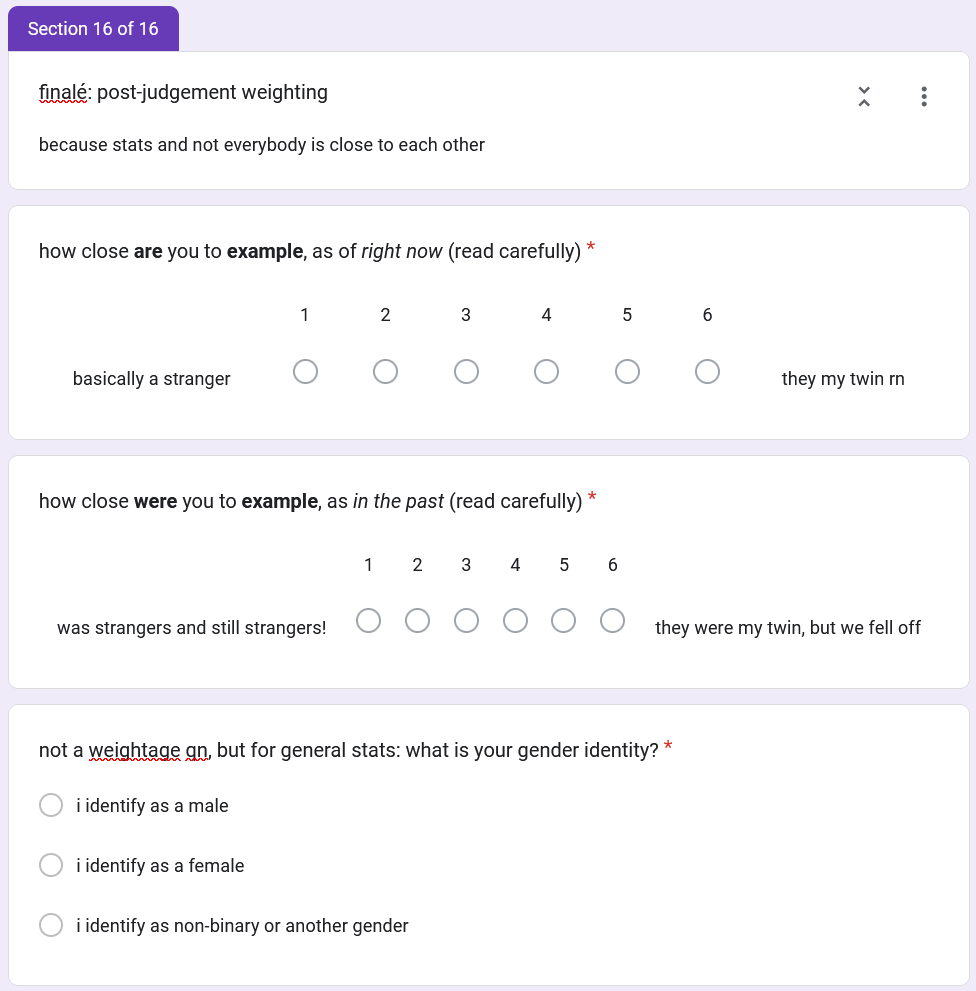 Section 16 of 16
finalé: post-judgement weighting
because stats and not everybody is close to each other
how close are you to example, as of right now (read carefully) *
1 2 3 4 5 6
basically a stranger they my twin rn
how close were you to example, as in the past (read carefully) *
1 2 3 4 5 6
was strangers and still strangers! they were my twin, but we fell off
not a weightage qn, but for general stats: what is your gender identity? *
i identify as a male
i identify as a female
i identify as non-binary or another gender